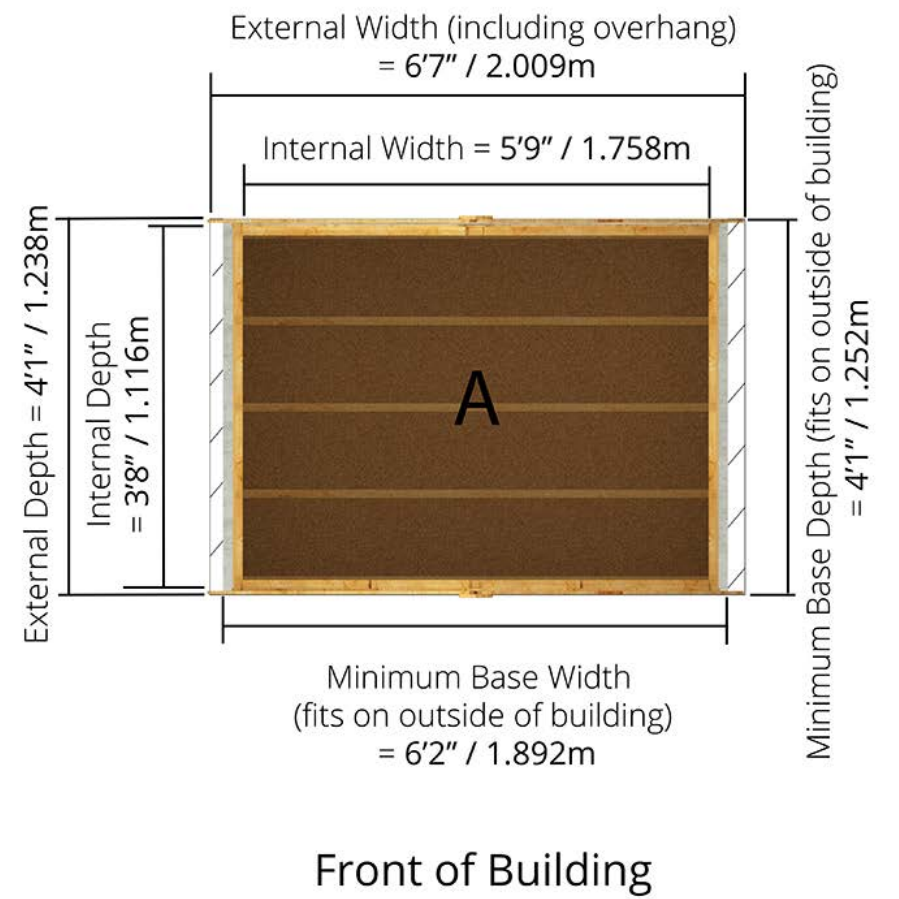 External Width (including overhang)
= 6’7” / 2.009m
Internal Width = 5’9” / 1.758m
External Depth = 4’1” / 1.238m
Internal Depth
= 3’8” / 1.116m
A
Minimum Base Depth (fits on outside of building)
= 4’1” / 1.252m
Minimum Base Width
(fits on outside of building)
= 6’2” / 1.892m
Front of Building